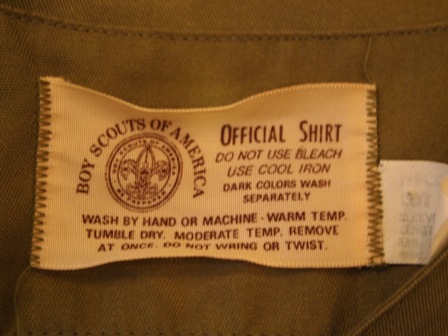 BOY SCOUTS OF AMERICA
OFFICIAL SHIRT
DO NOT USE BLEACH
USE COOL IRON
DARK COLORS WASH
SEPARATELY
WASH BY HAND OR MACHINE - WARM TEMP.
TUMBLE DRY. MODERATE TEMP. REMOVE
AT ONCE. DO NOT WRING OR TWIST.